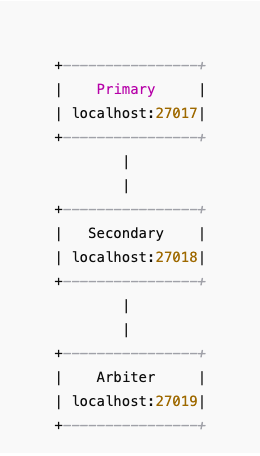 +----------------+
|    Primary     |
| localhost:27017|
+----------------+
        |
        |
+----------------+
|   Secondary    |
| localhost:27018|
+----------------+
        |
        |
+----------------+
|    Arbiter     |
| localhost:27019|
+----------------+